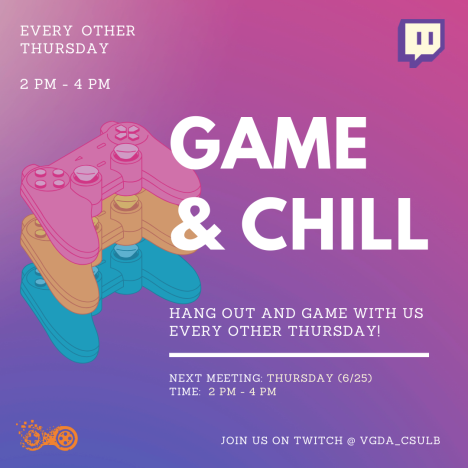 EVERY OTHER
THURSDAY
2 PM - 4 PM
GAME
& CHILL
HANG OUT AND GAME WITH US
EVERY OTHER THURSDAY!
NEXT MEETING: THURSDAY (6/25)
TIME: 2 PM - 4 PM
JOIN US ON TWITCH @ VGDA_CSULB